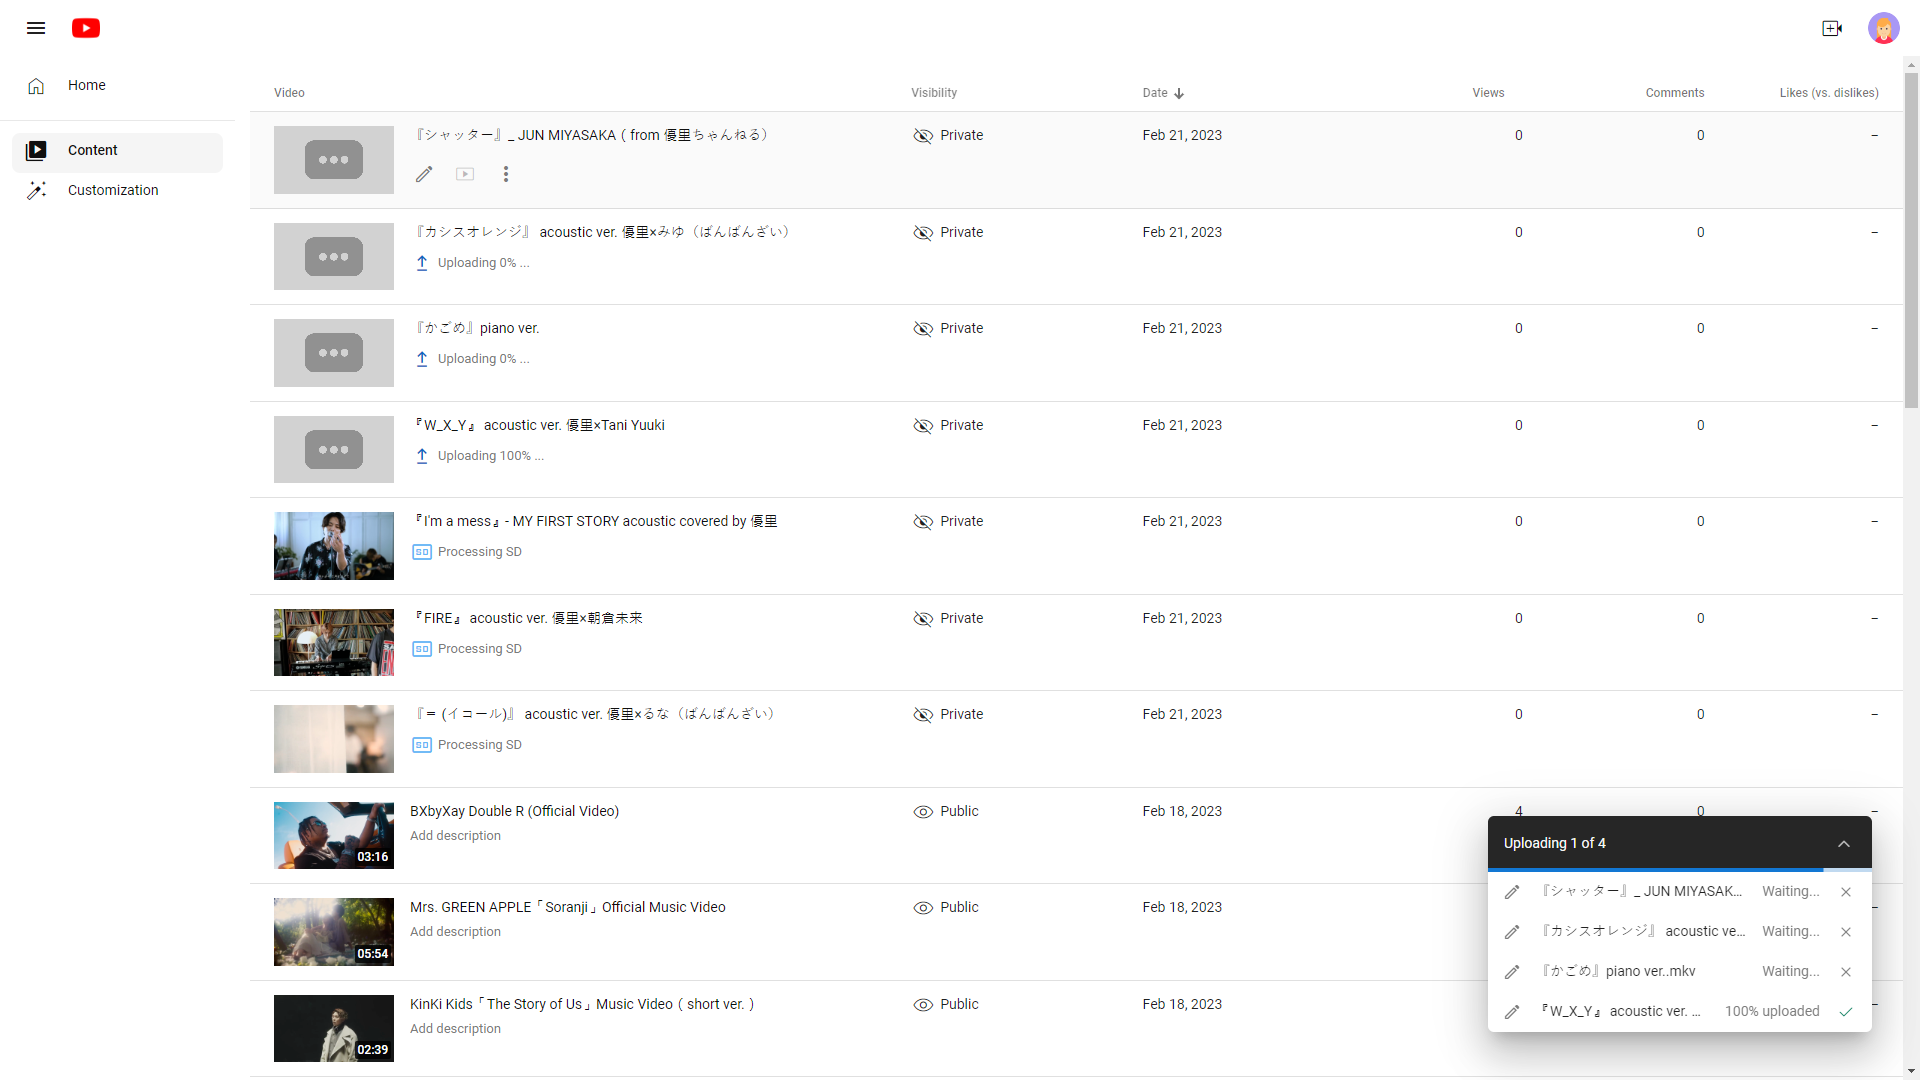 Home
Content
Customization
Video
Visibility
Date
Views
Comments
Likes (vs. dislikes)
『シャッター』_ JUN MIYASAKA ( from 優里ちゃんねる）
Private
Feb 21, 2023
0
0
–
『カシスオレンジ』 acoustic ver. 優里×みゆ（ばんばんざい）
Uploading 0% ...
Private
Feb 21, 2023
0
0
–
『かごめ』piano ver.
Uploading 0% ...
Private
Feb 21, 2023
0
0
–
『W_X_Y』 acoustic ver. 優里×Tani Yuuki
Uploading 100% ...
Private
Feb 21, 2023
0
0
–
『I'm a mess』- MY FIRST STORY acoustic covered by 優里
SD Processing SD
Private
Feb 21, 2023
0
0
–
『FIRE』 acoustic ver. 優里×朝倉未来
SD Processing SD
Private
Feb 21, 2023
0
0
–
『＝ (イコール)』 acoustic ver. 優里×るな（ばんばんざい）
SD Processing SD
Private
Feb 21, 2023
0
0
–
03:16
BXbyXay Double R (Official Video)
Add description
Public
Feb 18, 2023
4
0
–
05:54
Mrs. GREEN APPLE「Soranji」Official Music Video
Add description
Public
Feb 18, 2023
–
02:39
KinKi Kids「The Story of Us」Music Video ( short ver. )
Add description
Public
Feb 18, 2023
–
Uploading 1 of 4
『シャッター』_ JUN MIYASAK... Waiting...
『カシスオレンジ』 acoustic ve... Waiting...
『かごめ』piano ver..mkv Waiting...
『W_X_Y』 acoustic ver. ... 100% uploaded